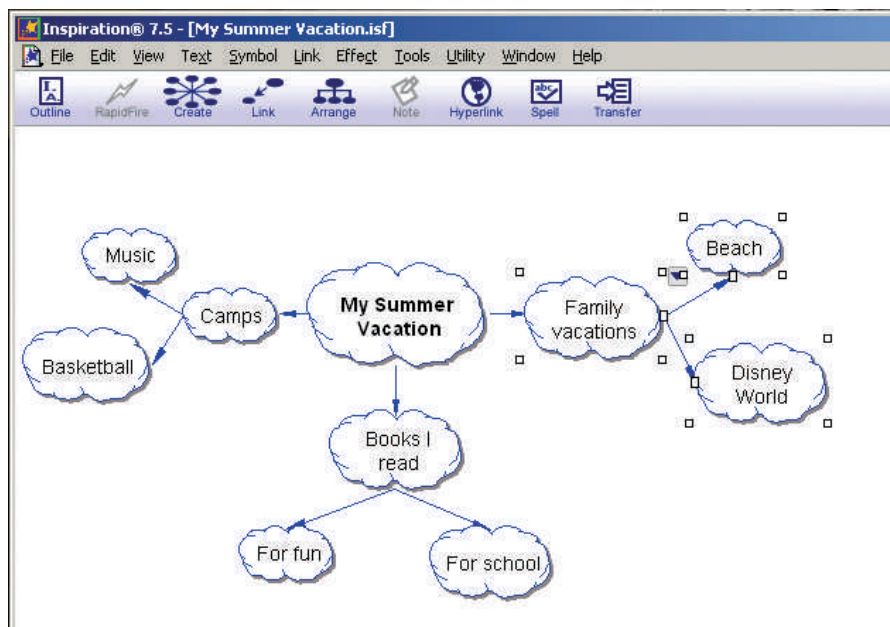 Inspiration® 7.5 - [My Summer Vacation.isf]
File Edit View Text Symbol Link Effect Tools Utility Window Help
Outline RapidFire Create Link Arrange Note Hyperlink Spell Transfer
Music
Camps
Basketball
My Summer
Vacation
Family
vacations
Beach
Disney
World
Books I
read
For fun
For school